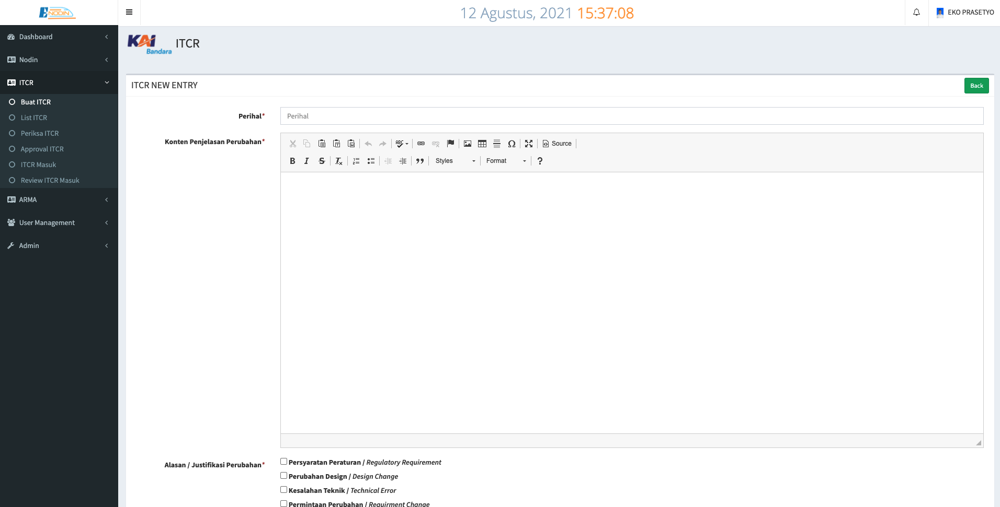 ENODIN
12 Agustus, 2021 15:37:08
EKO PRASETYO
Dashboard
Nodin
ITCR
Buat ITCR
List ITCR
Periksa ITCR
Approval ITCR
ITCR Masuk
Review ITCR Masuk
ARMA
User Management
Admin
KAI Bandara
ITCR
ITCR NEW ENTRY
Back
Perihal*
Perihal
Konten Penjelasan Perubahan*
ABC
Source
B I S Tx
Styles
Format
?
Alasan / Justifikasi Perubahan*
Persyaratan Peraturan / Regulatory Requirement
Perubahan Design / Design Change
Kesalahan Teknik / Technical Error
Permintaan Perubahan / Requirment Change